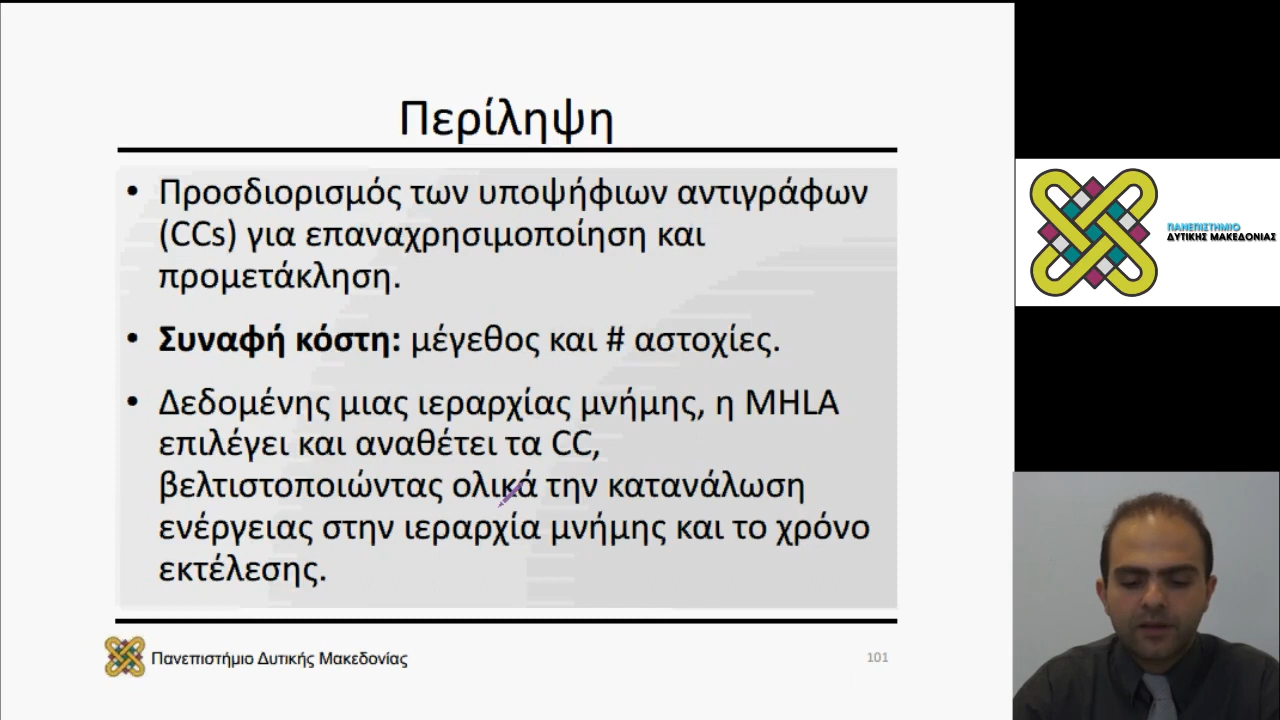 Περίληψη
• Προσδιορισμός των υποψήφιων αντιγράφων
(CCs) για επαναχρησιμοποίηση και
προμετάκληση.
• Συναφή κόστη: μέγεθος και # αστοχίες.
• Δεδομένης μιας ιεραρχίας μνήμης, η MHLA
επιλέγει και αναθέτει τα CC,
βελτιστοποιώντας ολικά την κατανάλωση
ενέργειας στην ιεραρχία μνήμης και το χρόνο
εκτέλεσης.
Πανεπιστήμιο Δυτικής Μακεδονίας
101
ΠΑΝΕΠΙΣΤΗΜΙΟ
ΔΥΤΙΚΗΣ ΜΑΚΕΔΟΝΙΑΣ